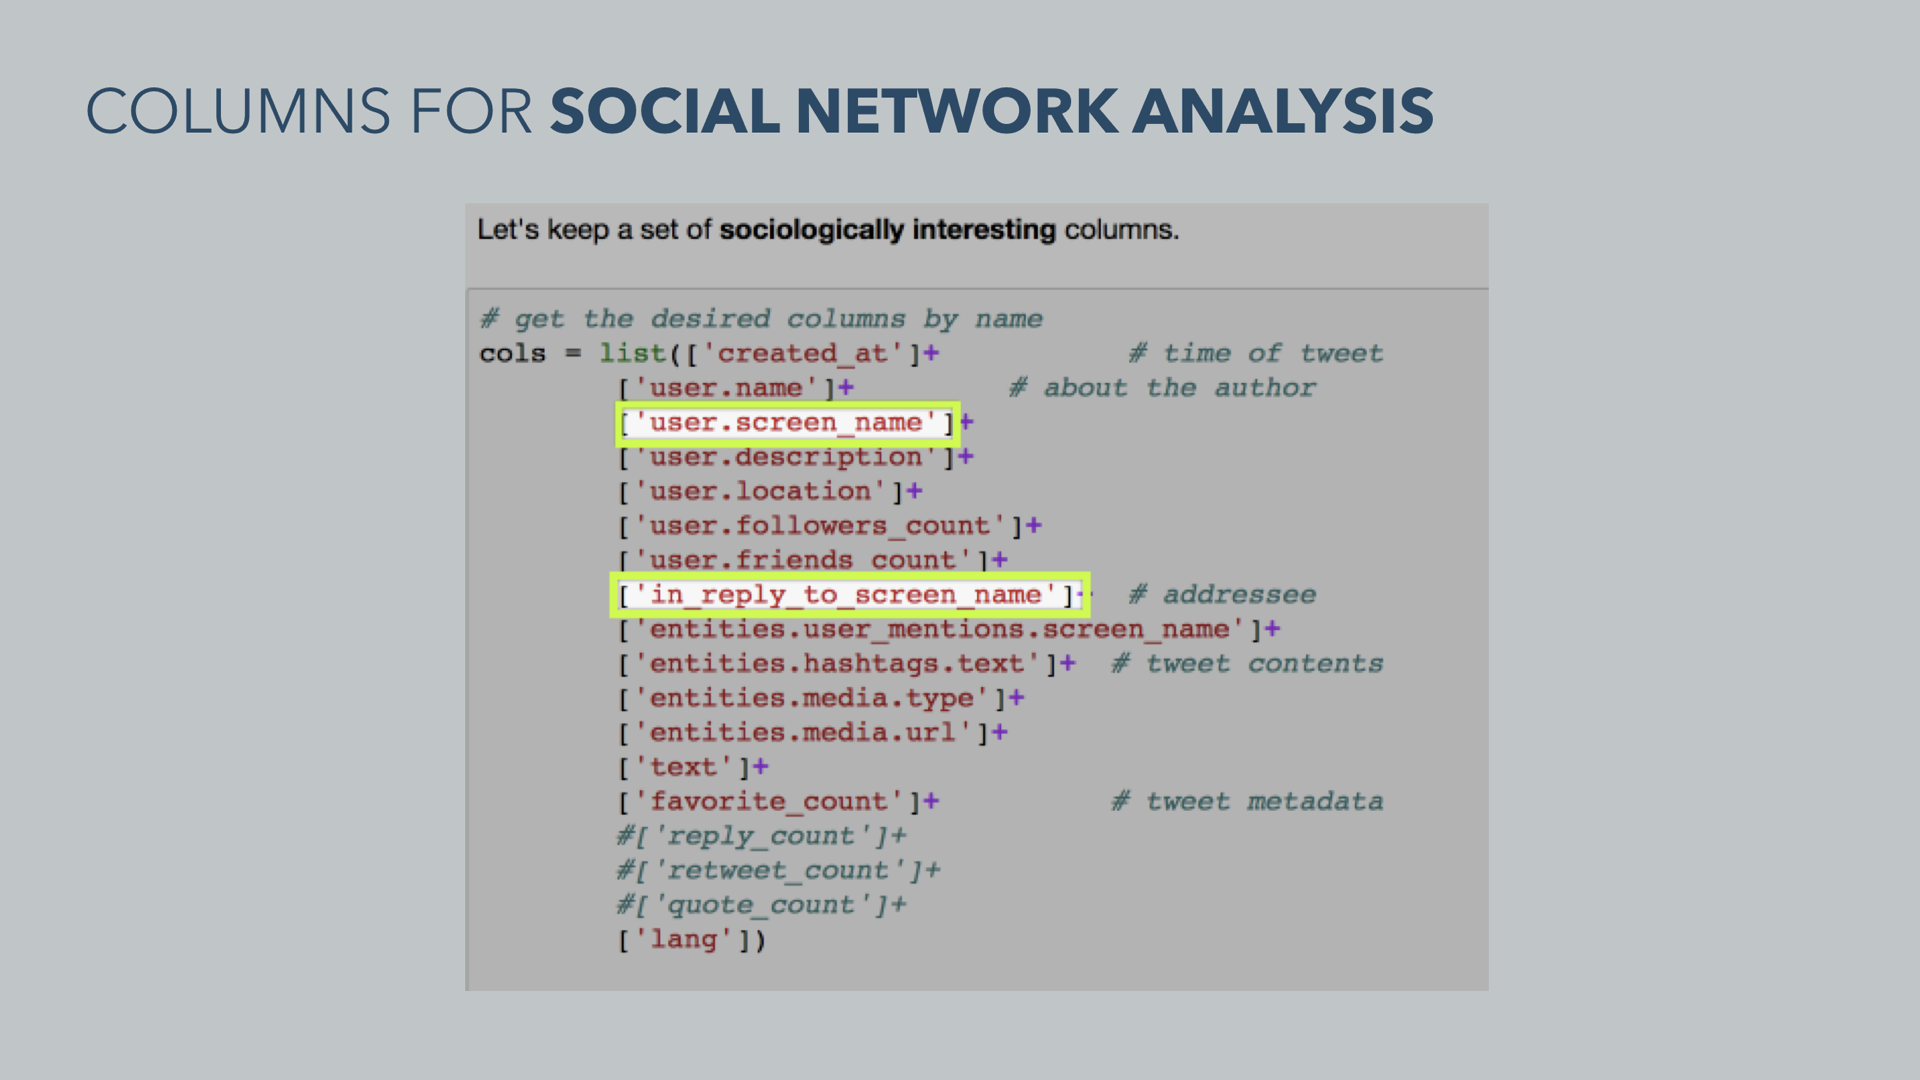 COLUMNS FOR SOCIAL NETWORK ANALYSIS
Let's keep a set of sociologically interesting columns.
# get the desired columns by name
cols = list(['created_at']+ # time of tweet
['user.name']+ # about the author
['user.screen_name']+
['user.description']+
['user.location']+
['user.followers_count']+
['user.friends_count']+
['in_reply_to_screen_name']+ # addressee
['entities.user_mentions.screen_name']+
['entities.hashtags.text']+ # tweet contents
['entities.media.type']+
['entities.media.url']+
['text']+
['favorite_count']+ # tweet metadata
#['reply_count']+
#['retweet_count']+
#['quote_count']+
['lang'])